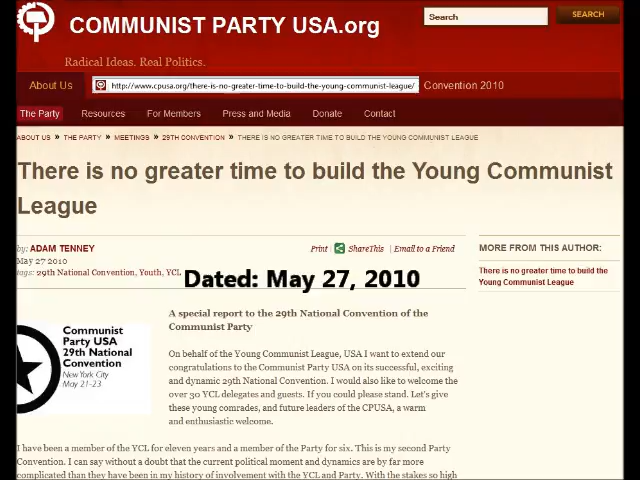 COMMUNIST PARTY USA.org
Search
SEARCH
Radical Ideas. Real Politics.
About Us
http://www.cpusa.org/there-is-no-greater-time-to-build-the-young-communist-league/
Convention 2010
The Party
Resources
For Members
Press and Media
Donate
Contact
ABOUT US » THE PARTY » MEETINGS » 29TH CONVENTION » THERE IS NO GREATER TIME TO BUILD THE YOUNG COMMUNIST LEAGUE
There is no greater time to build the Young Communist
League
by: ADAM TENNEY
May 27 2010
tags: 29th National Convention, Youth, YCL
Print | ShareThis | Email to a Friend
Dated: May 27, 2010
MORE FROM THIS AUTHOR:
There is no greater time to build the
Young Communist League
Communist
Party USA
29th National
Convention
New York City
May 21-23
A special report to the 29th National Convention of the
Communist Party
On behalf of the Young Communist League, USA I want to extend our
congratulations to the Communist Party USA on its successful, exciting
and dynamic 29th National Convention. I would also like to welcome the
over 30 YCL delegates and guests. If you could please stand. Let's give
these young comrades, and future leaders of the CPUSA, a warm
and enthusiastic welcome.
I have been a member of the YCL for eleven years and a member of the Party for six. This is my second Party
Convention. I can say without a doubt that the current political moment and dynamics are by far more
complicated than they have been in my history of involvement with the YCL and Party. With the stakes so high